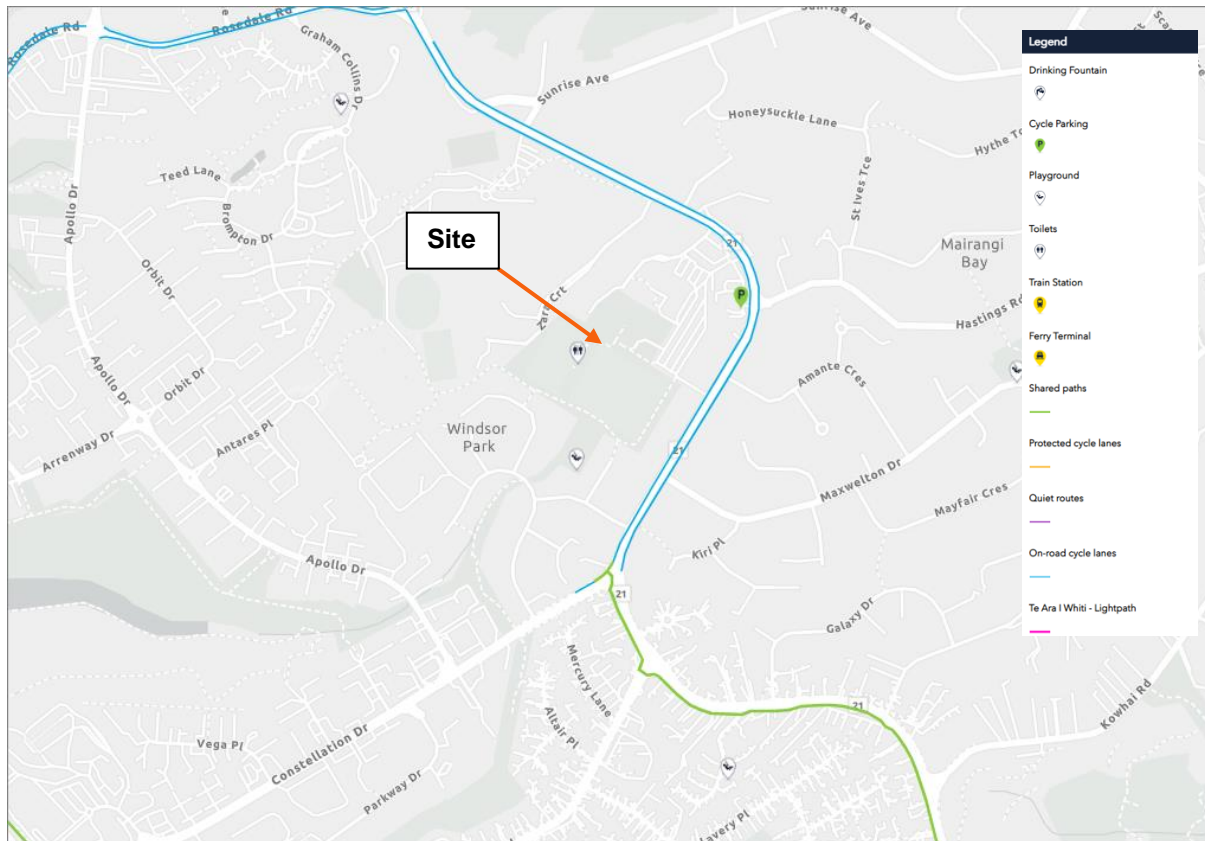 Rosedale Rd
Rosedale Rd
Graham Collins Dr
Sunrise Ave
Sunrise Ave
Honeysuckle Lane
St Ives Tce
Teed Lane
Brompton Dr
Apollo Dr
Orbit Dr
Site
21
Mairangi
Bay
P
Hastings
Zara Crt
Amante Cres
Apollo Dr
Orbit Dr
Antares Pl
Arrenway Dr
Windsor
Park
21
Maxwelton Dr
Mayfair Cres
Kiri Pl
Apollo Dr
21
Galaxy Dr
Mercury Lane
Altair Pl
21
Kowhai Rd
Vega Pl
Constellation Dr
Parkway Dr
Legend
Drinking Fountain
Cycle Parking
P
Playground
Toilets
Train Station
Ferry Terminal
Shared paths
Protected cycle lanes
Quiet routes
On-road cycle lanes
Te Ara I Whiti - Lightpath